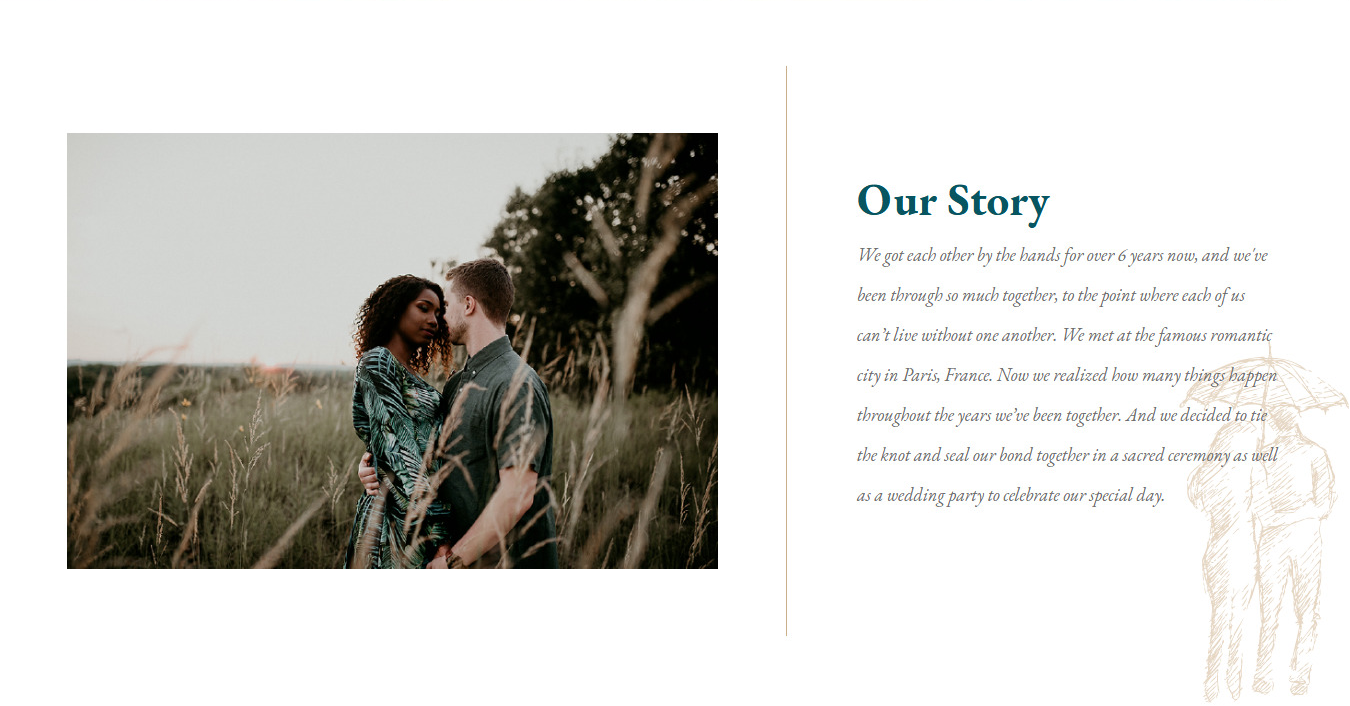 Our Story
We got each other by the hands for over 6 years now, and we've
been through so much together, to the point where each of us
can’t live without one another. We met at the famous romantic
city in Paris, France. Now we realized how many things happen
throughout the years we’ve been together. And we decided to tie
the knot and seal our bond together in a sacred ceremony as well
as a wedding party to celebrate our special day.